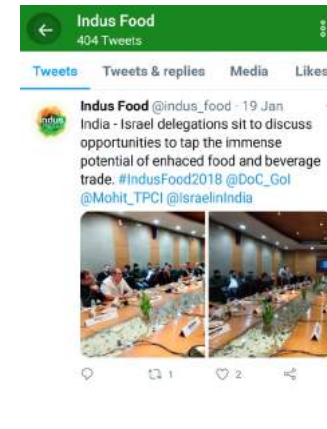 Indus Food
404 Tweets
Tweets Tweets & replies Media Likes
Indus Food @indus_food · 19 Jan
India - Israel delegations sit to discuss
opportunities to tap the immense
potential of enhaced food and beverage
trade. #IndusFood2018 @DoC_GoI
@Mohit_TPCI @IsraelinIndia
indus
1 2